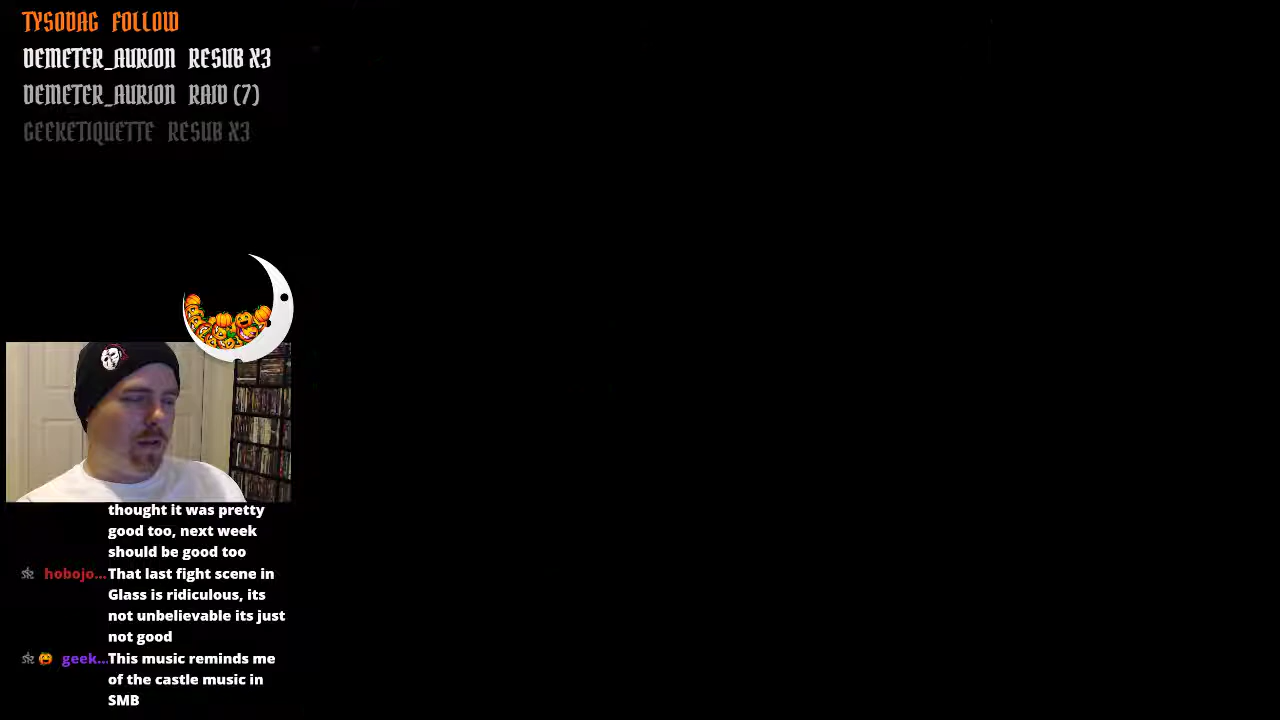 TYSODAG FOLLOW
DEMETER_AURION RESUB X3
DEMETER_AURION RAID (7)
GEEKETIQUETTE RESUB X3
thought it was pretty
good too, next week
should be good too
hobojo... That last fight scene in
Glass is ridiculous, its
not unbelievable its just
not good
geek... This music reminds me
of the castle music in
SMB